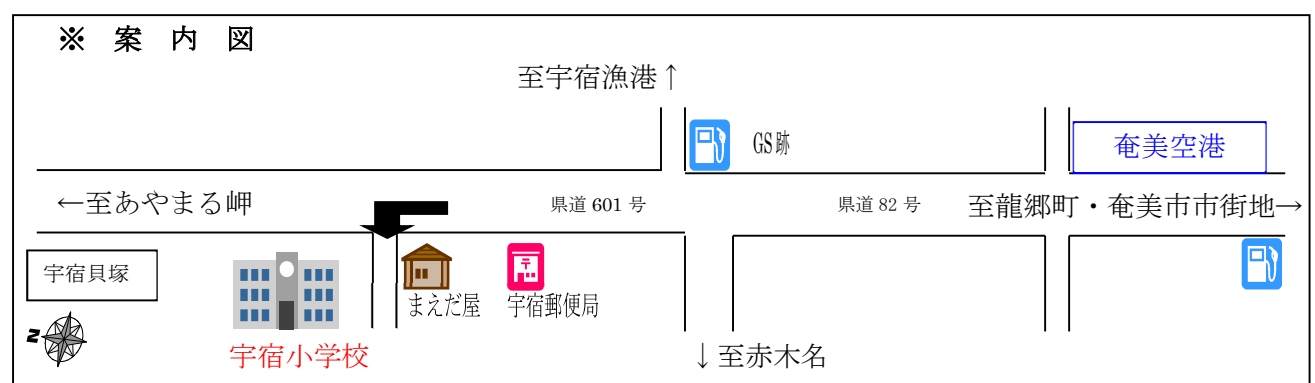 ※ 案 内 図
至宇宿漁港↑
GS跡
奄美空港
←至あやまる岬
県道 601 号
県道 82 号
至龍郷町・奄美市市街地→
宇宿貝塚
〒
まえだ屋
宇宿郵便局
N
宇宿小学校
↓至赤木名